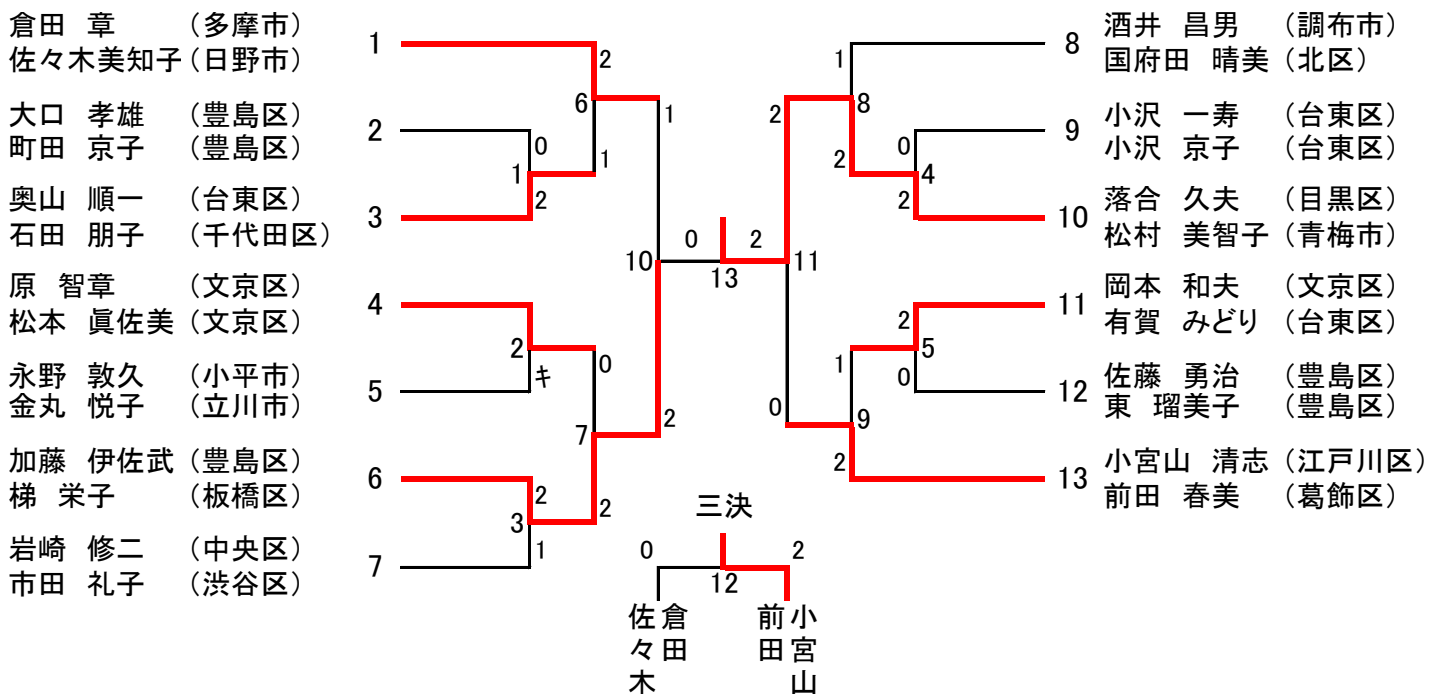 倉田 章 （多摩市）
佐々木美知子（日野市）
1
大口 孝雄 （豊島区）
町田 京子 （豊島区）
2
奥山 順一 （台東区）
石田 朋子 （千代田区）
3
原 智章 （文京区）
松本 眞佐美（文京区）
4
永野 敦久 （小平市）
金丸 悦子 （立川市）
5
加藤 伊佐武（豊島区）
梯 栄子 （板橋区）
6
岩崎 修二 （中央区）
市田 礼子 （渋谷区）
7
2
6
1
0
1
2
2
キ
0
7
2
3
1
2
1
10
2
0
2
13
2
11
0
1
8
2
0
4
2
2
5
0
1
9
2
8
酒井 昌男 （調布市）
国府田 晴美（北区）
9
小沢 一寿 （台東区）
小沢 京子 （台東区）
10
落合 久夫 （目黒区）
松村 美智子（青梅市）
11
岡本 和夫 （文京区）
有賀 みどり （台東区）
12
佐藤 勇治 （豊島区）
東 瑠美子 （豊島区）
13
小宮山 清志（江戸川区）
前田 春美 （葛飾区）
三決
0
2
12
倉田
佐々木
小宮山
前田